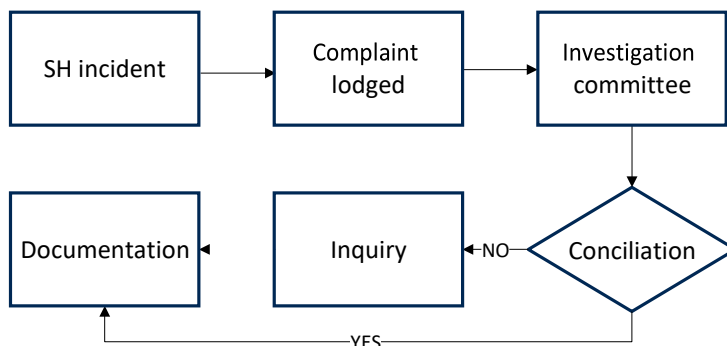 SH incident
Complaint
lodged
Investigation
committee
Documentation
Inquiry
NO
Conciliation
YES